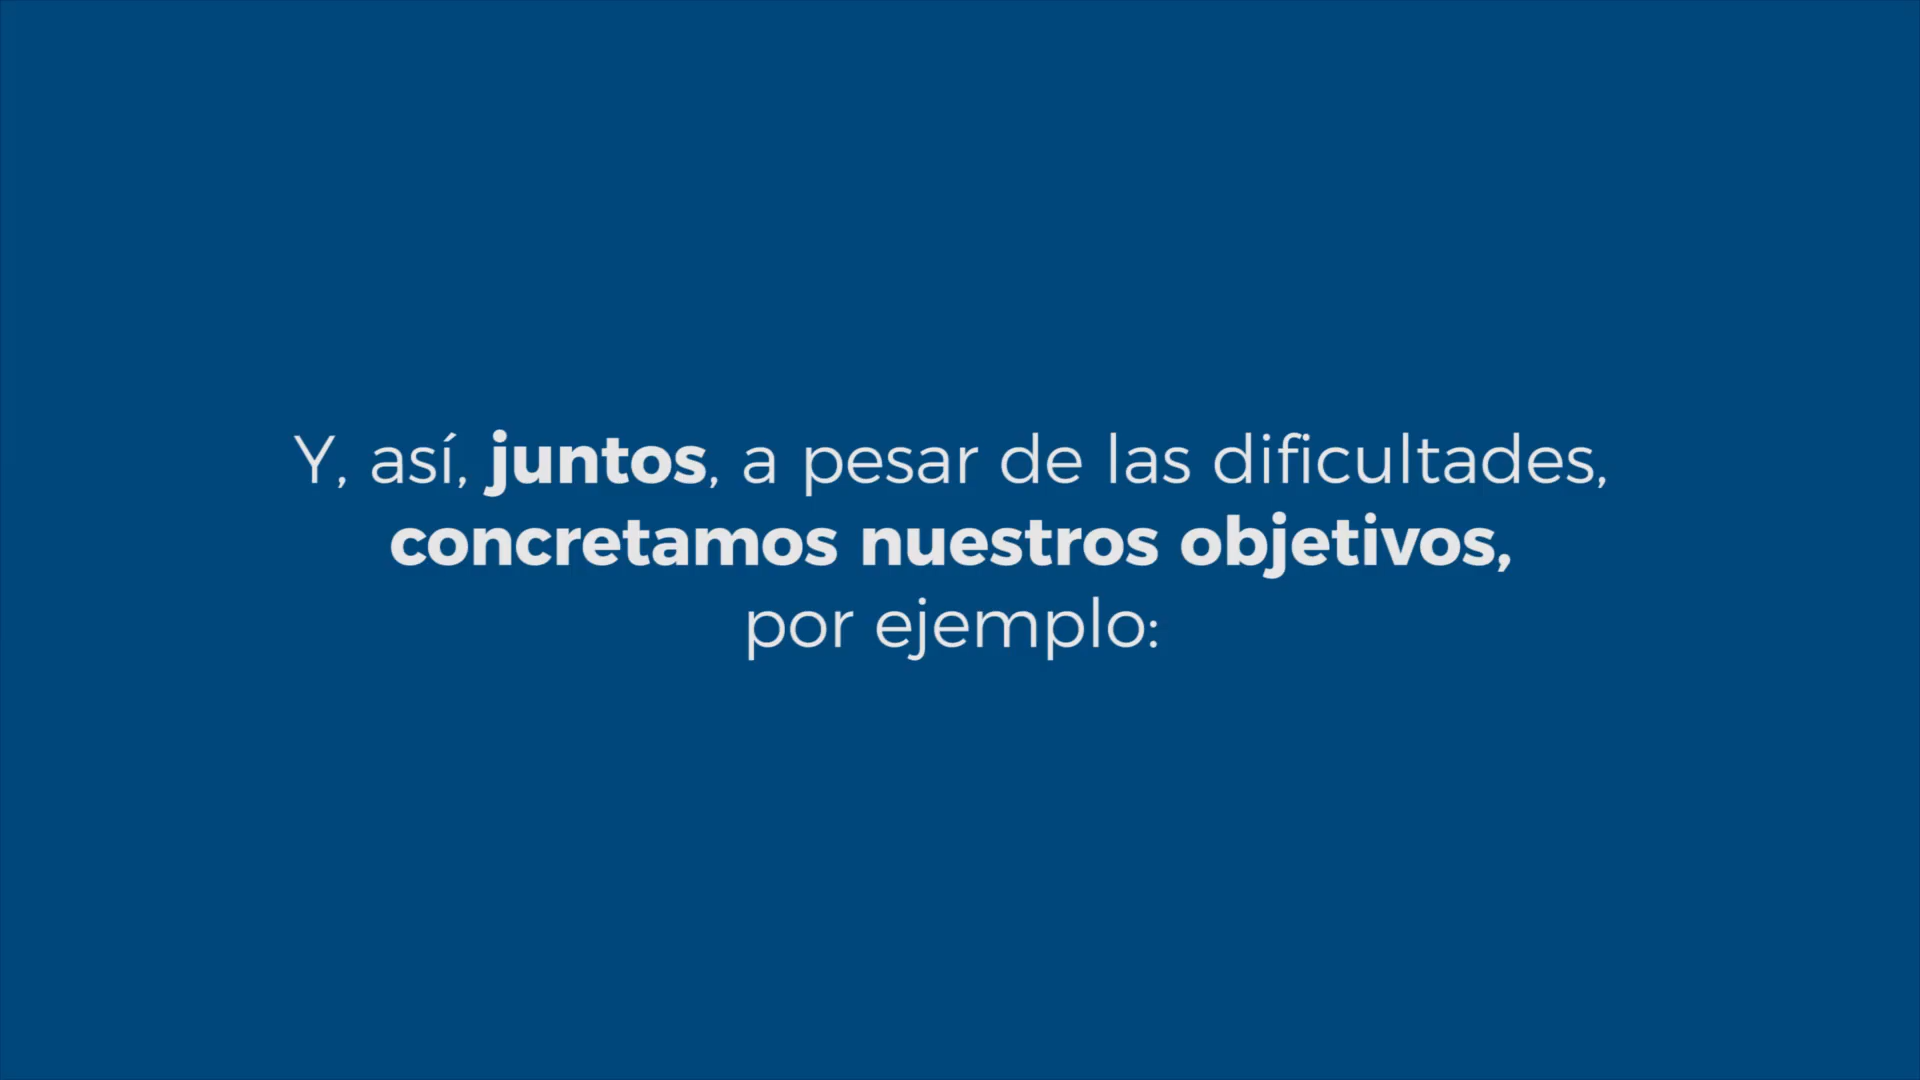 Y, así, juntos, a pesar de las dificultades,
concretamos nuestros objetivos,
por ejemplo: